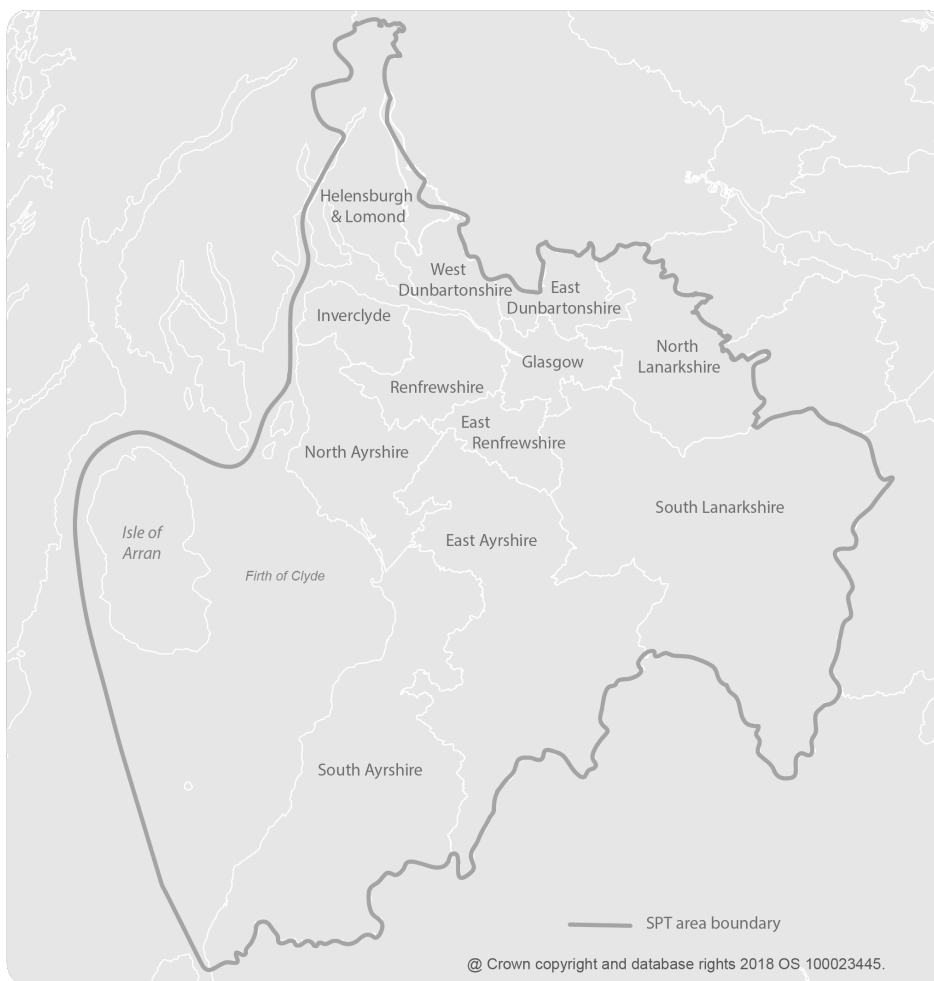 Helensburgh
& Lomond
West
Dunbartonshire
East
Dunbartonshire
Inverclyde
North
Lanarkshire
Glasgow
Renfrewshire
East
Renfrewshire
North Ayrshire
South Lanarkshire
Isle of
Arran
East Ayrshire
Firth of Clyde
South Ayrshire
SPT area boundary
@ Crown copyright and database rights 2018 OS 100023445.